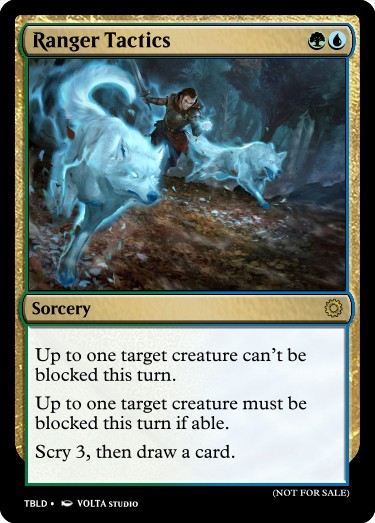 Ranger Tactics
Sorcery
Up to one target creature can't be
blocked this turn.
Up to one target creature must be
blocked this turn if able.
Scry 3, then draw a card.
(NOT FOR SALE)
TBLD • VOLTA STUDIO